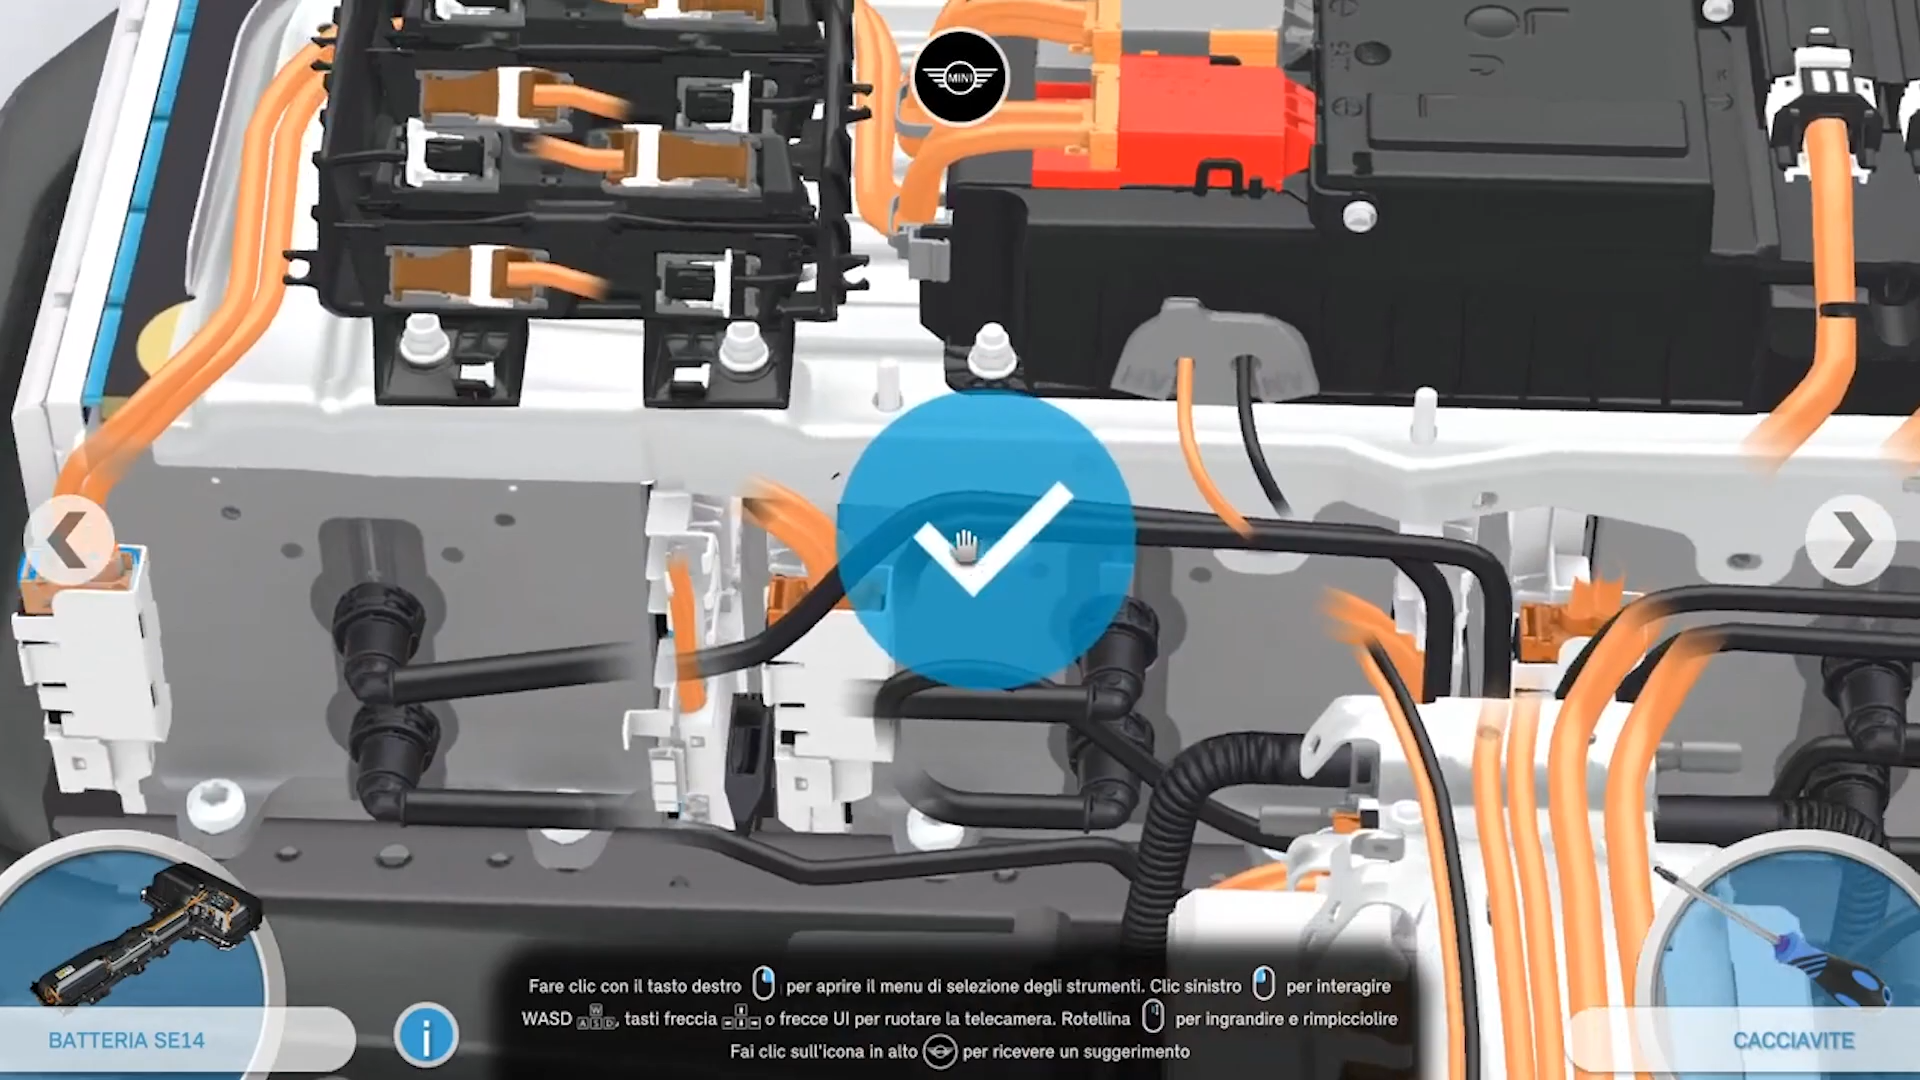 MINI
Fare clic con il tasto destro per aprire il menu di selezione degli strumenti. Clic sinistro per interagire
WASD W A S D, tasti freccia o frecce UI per ruotare la telecamera. Rotellina per ingrandire e rimpicciolire
Fai clic sull'icona in alto per ricevere un suggerimento
BATTERIA SE14
i
CACCIAVITE